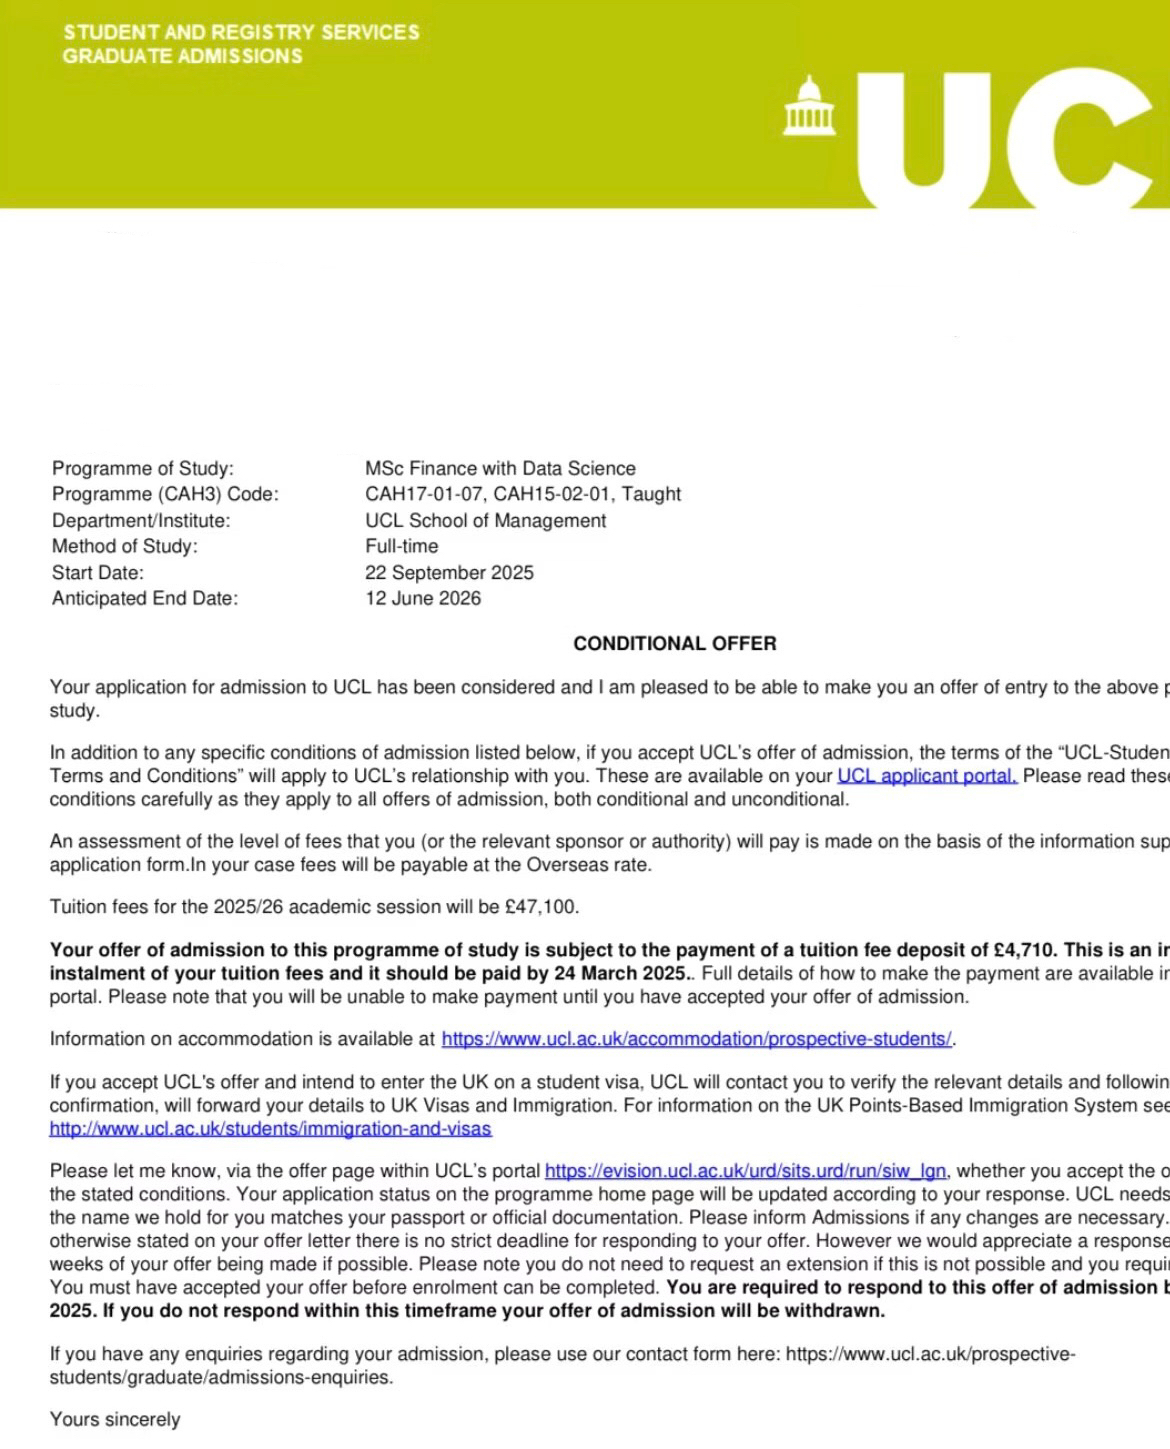 STUDENT AND REGISTRY SERVICES
GRADUATE ADMISSIONS
UC
Programme of Study: MSc Finance with Data Science
Programme (CAH3) Code: CAH17-01-07, CAH15-02-01, Taught
Department/Institute: UCL School of Management
Method of Study: Full-time
Start Date: 22 September 2025
Anticipated End Date: 12 June 2026
CONDITIONAL OFFER
Your application for admission to UCL has been considered and I am pleased to be able to make you an offer of entry to the above p
study.
In addition to any specific conditions of admission listed below, if you accept UCL's offer of admission, the terms of the “UCL-Studen
Terms and Conditions” will apply to UCL's relationship with you. These are available on your UCL applicant portal. Please read these
conditions carefully as they apply to all offers of admission, both conditional and unconditional.
An assessment of the level of fees that you (or the relevant sponsor or authority) will pay is made on the basis of the information sup
application form.In your case fees will be payable at the Overseas rate.
Tuition fees for the 2025/26 academic session will be £47,100.
Your offer of admission to this programme of study is subject to the payment of a tuition fee deposit of £4,710. This is an in
instalment of your tuition fees and it should be paid by 24 March 2025.. Full details of how to make the payment are available in
portal. Please note that you will be unable to make payment until you have accepted your offer of admission.
Information on accommodation is available at https://www.ucl.ac.uk/accommodation/prospective-students/.
If you accept UCL's offer and intend to enter the UK on a student visa, UCL will contact you to verify the relevant details and followin
confirmation, will forward your details to UK Visas and Immigration. For information on the UK Points-Based Immigration System see
http://www.ucl.ac.uk/students/immigration-and-visas
Please let me know, via the offer page within UCL's portal https://evision.ucl.ac.uk/urd/sits.urd/run/siw_lgn, whether you accept the o
the stated conditions. Your application status on the programme home page will be updated according to your response. UCL needs
the name we hold for you matches your passport or official documentation. Please inform Admissions if any changes are necessary.
otherwise stated on your offer letter there is no strict deadline for responding to your offer. However we would appreciate a response
weeks of your offer being made if possible. Please note you do not need to request an extension if this is not possible and you requi
You must have accepted your offer before enrolment can be completed. You are required to respond to this offer of admission b
2025. If you do not respond within this timeframe your offer of admission will be withdrawn.
If you have any enquiries regarding your admission, please use our contact form here: https://www.ucl.ac.uk/prospective-
students/graduate/admissions-enquiries.
Yours sincerely